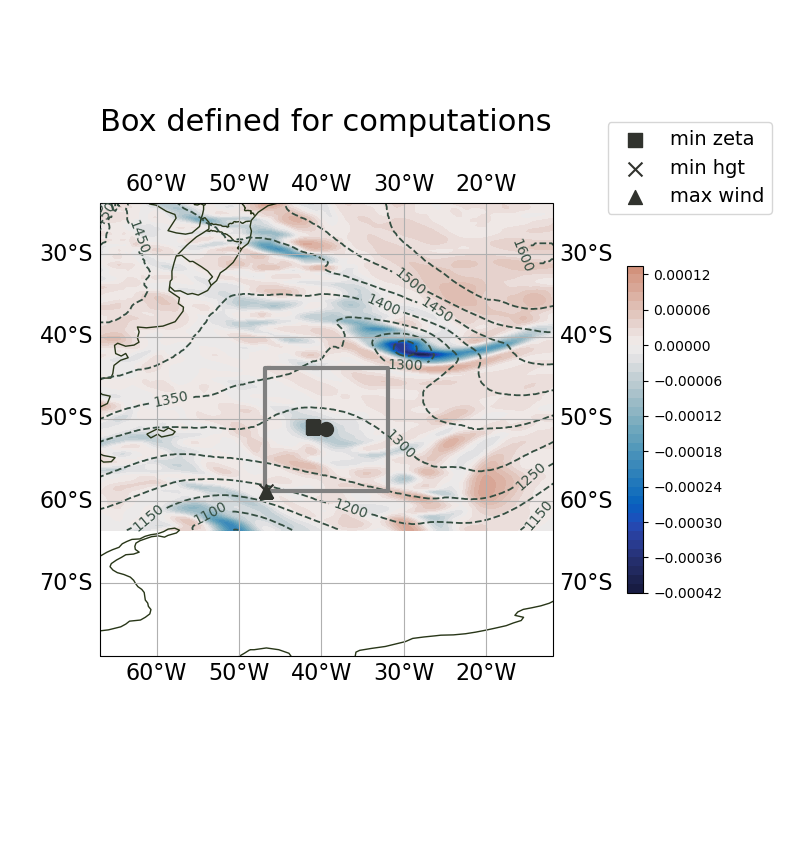 Box defined for computations
min zeta
min hgt
max wind
60°W 50°W 40°W 30°W 20°W
30°S 30°S
40°S 40°S
50°S 50°S
60°S 60°S
70°S 70°S
60°W 50°W 40°W 30°W 20°W
1450
1600
1500
1450
1400
1300
1350
1300
1250
1200
1150
1100
1150
0.00012
0.00006
0.00000
−0.00006
−0.00012
−0.00018
−0.00024
−0.00030
−0.00036
−0.00042